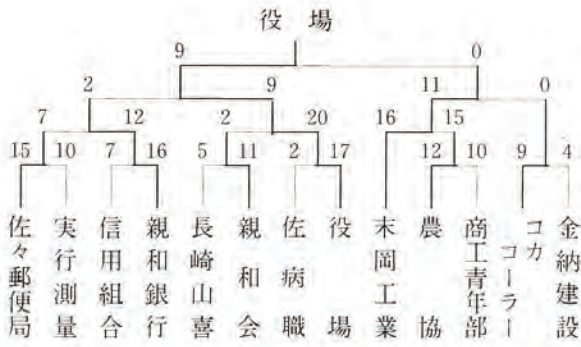 役場
9 0
2 9 11 0
7 12 2 20 16 15
15 10 7 16 5 11 2 17 12 10 9 4
佐々郵便局
実行測量
信用組合
親和銀行
長崎山喜
親和会
佐病職
役場
末岡工業
農協
商工青年部
コカコーラー
金納建設